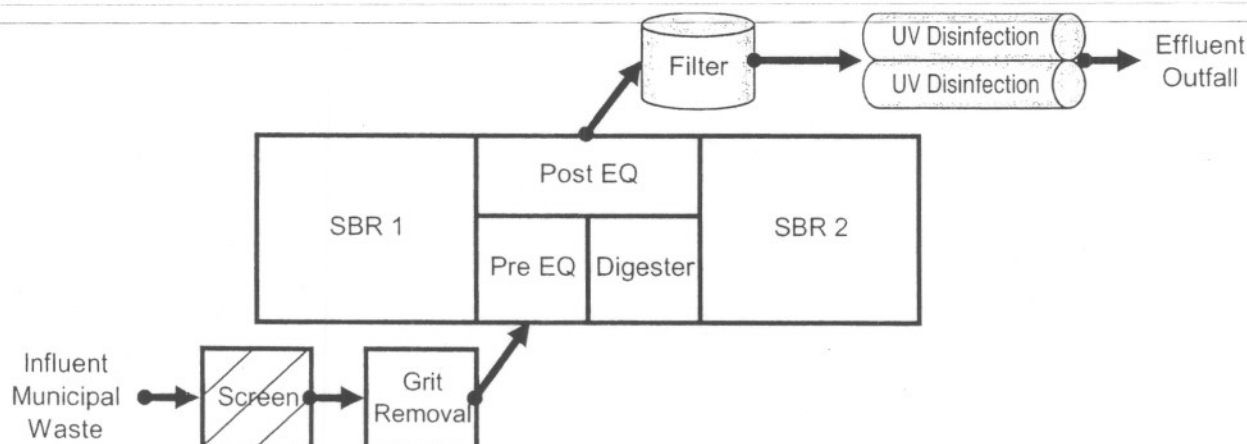 Filter
UV Disinfection
UV Disinfection
Effluent
Outfall
SBR 1
Post EQ
Pre EQ
Digester
SBR 2
Influent
Municipal
Waste
Screen
Grit
Removal